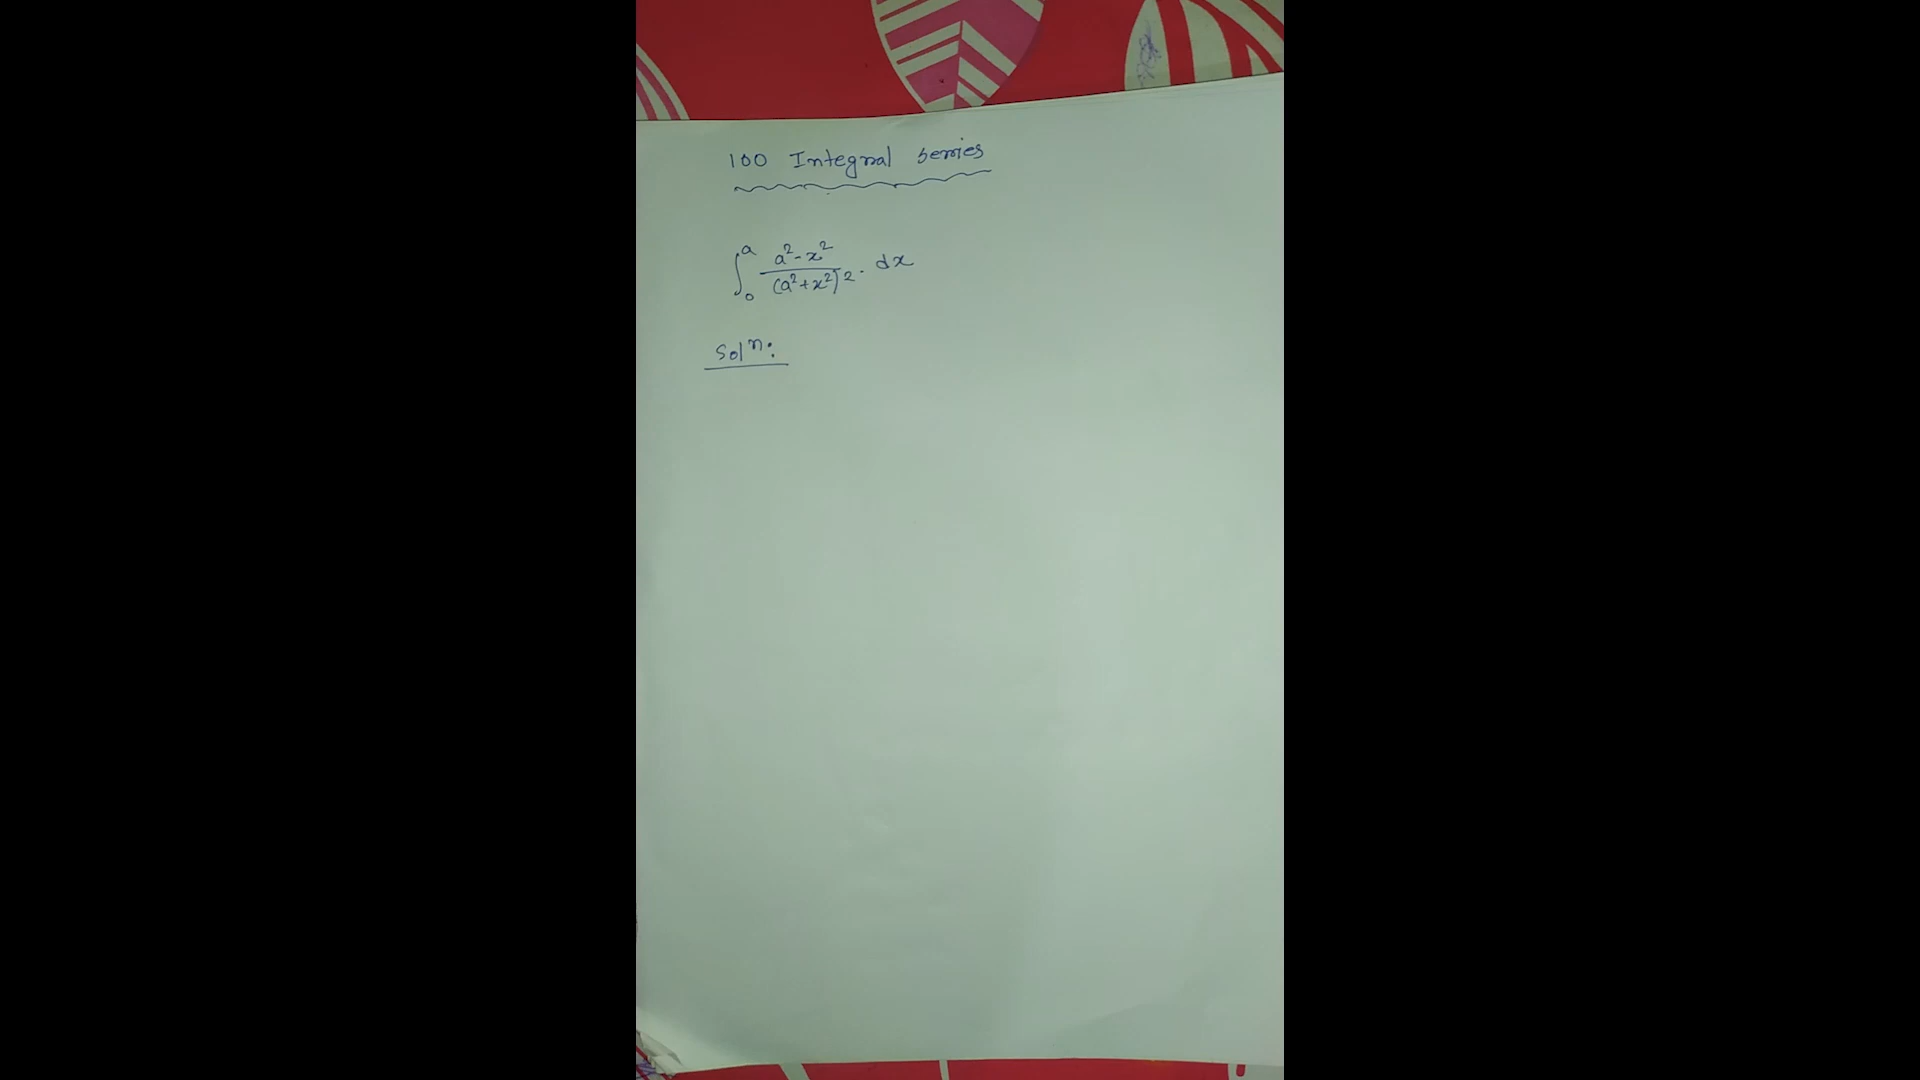 100 Integral series
∫₀ᵃ (a²-x²)/(a²+x²)² · dx
Solⁿ: